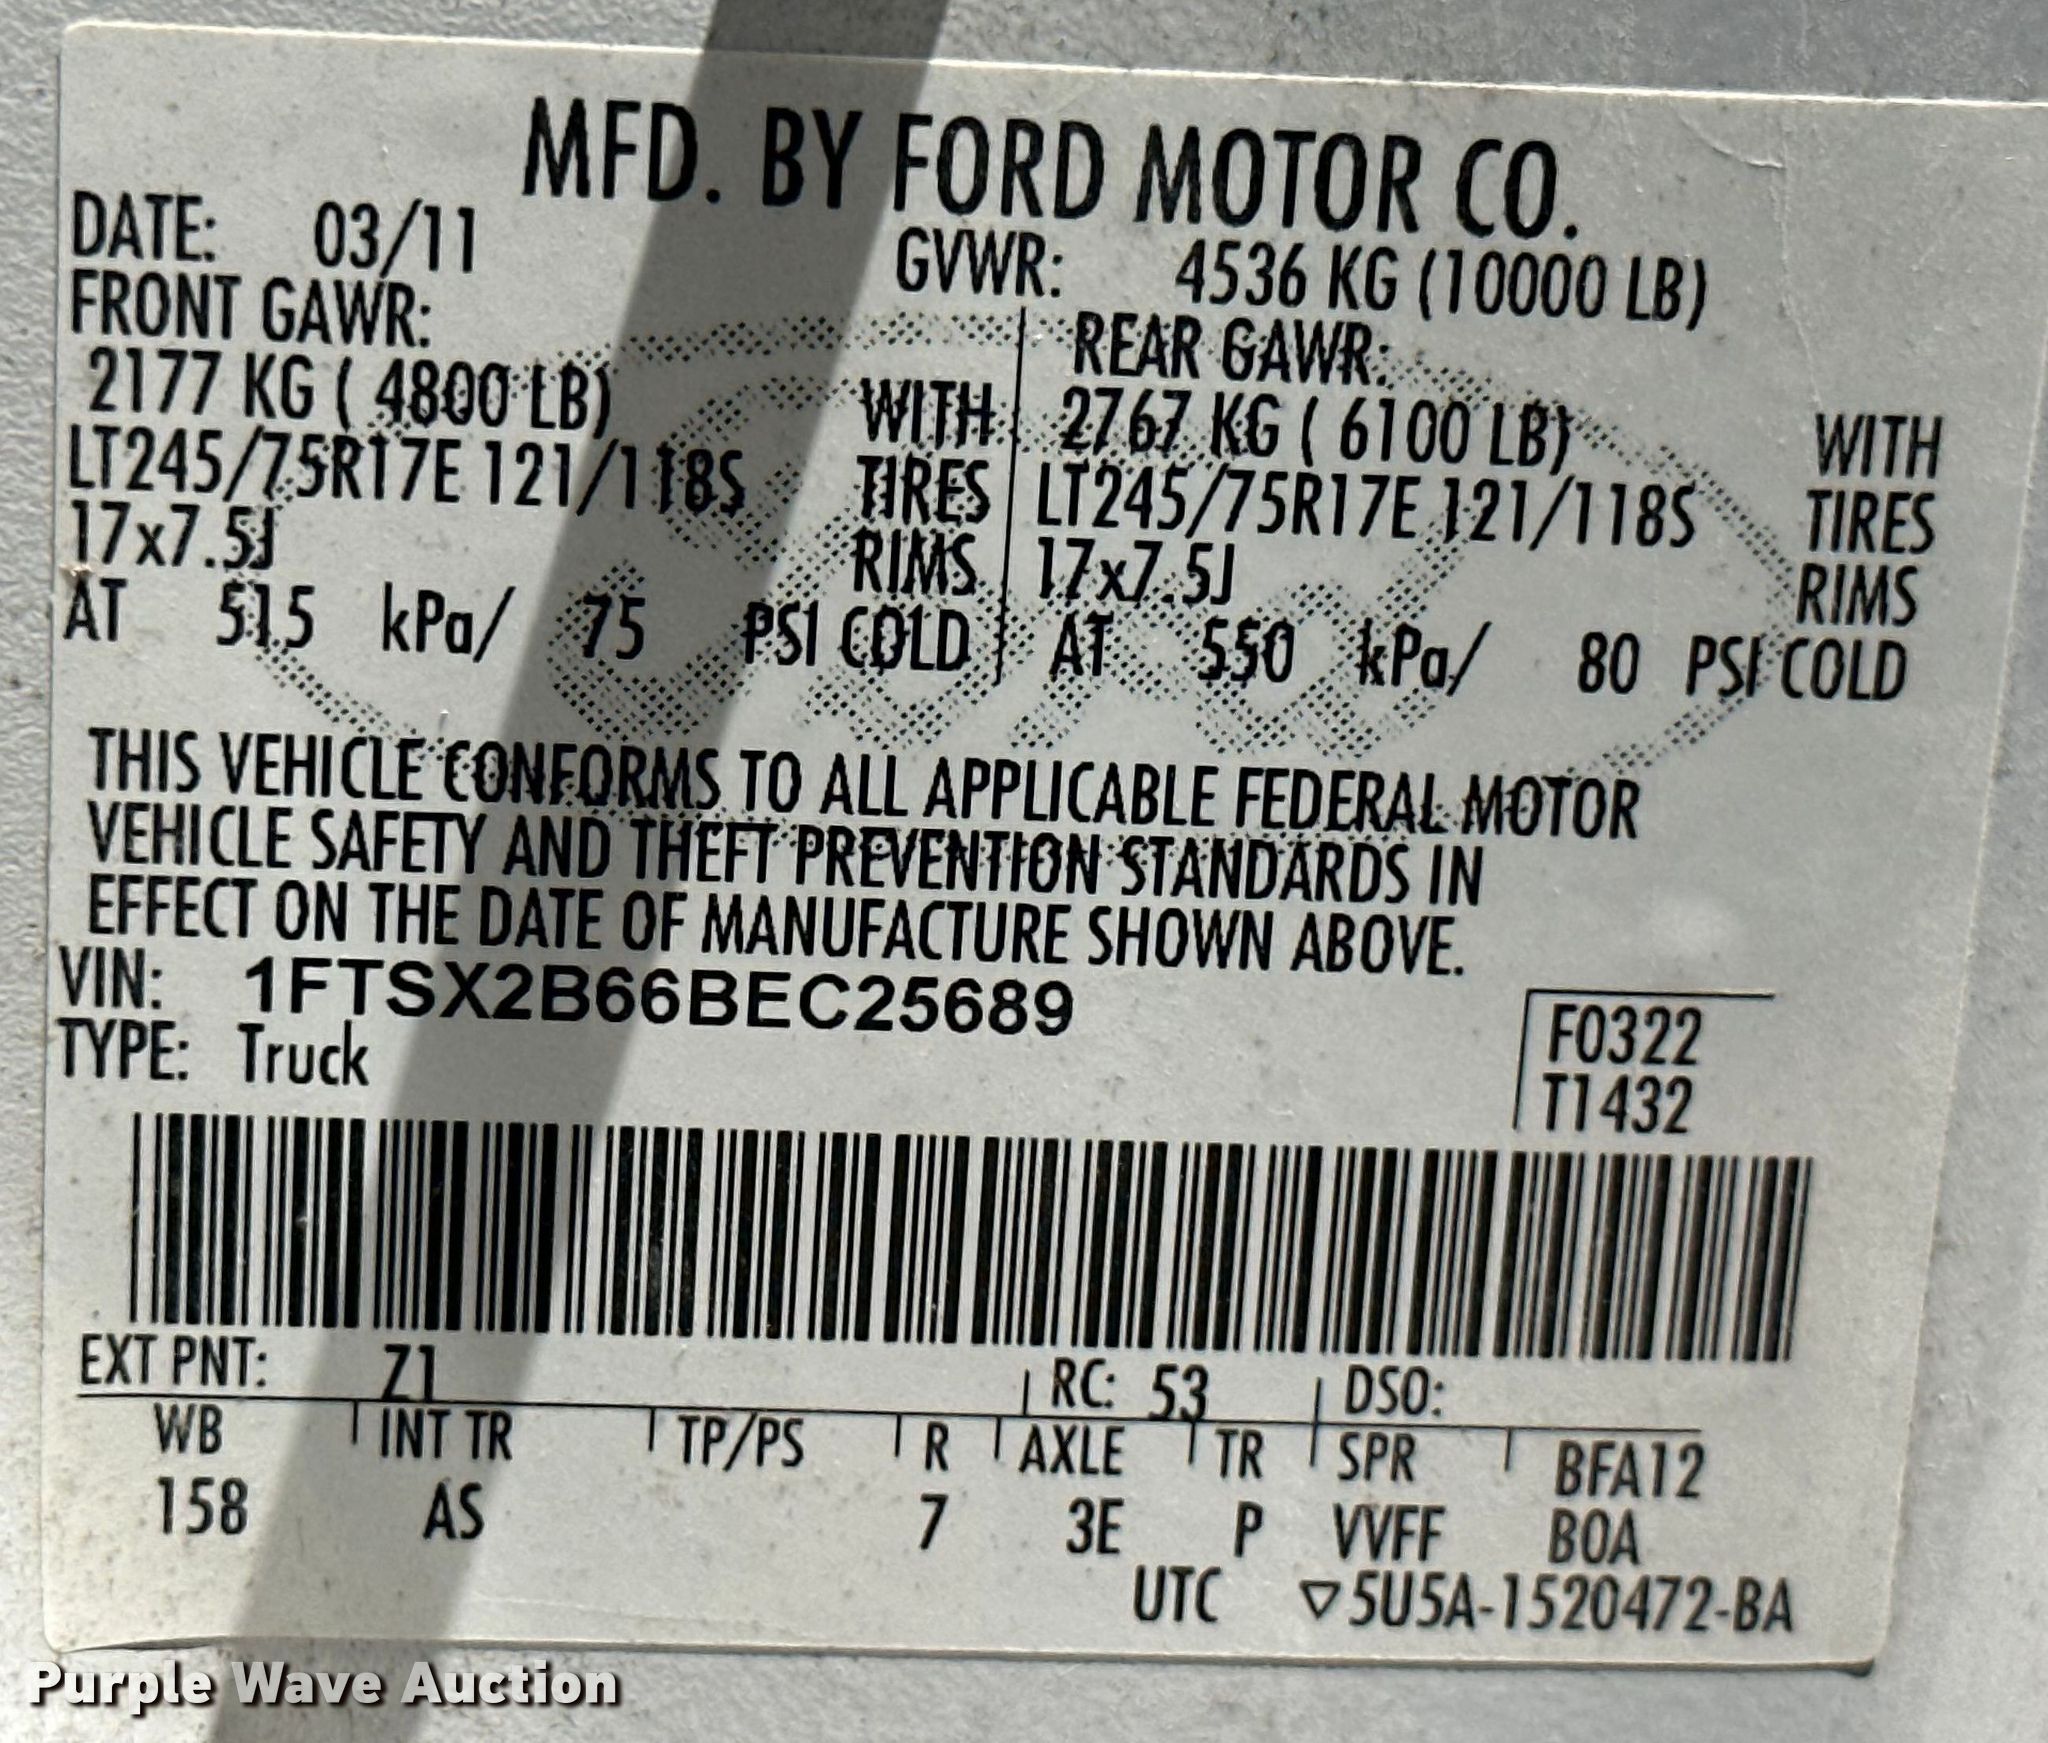 MFD. BY FORD MOTOR CO.
DATE: 03/11
GVWR: 4536 KG (10000 LB)
FRONT GAWR:
2177 KG ( 4800 LB) WITH
LT245/75R17E 121/118S TIRES
17x7.5J RIMS
AT 515 kPa/ 75 PSI COLD
REAR GAWR:
2767 KG ( 6100 LB) WITH
LT245/75R17E 121/118S TIRES
17x7.5J RIMS
AT 550 kPa/ 80 PSI COLD
THIS VEHICLE CONFORMS TO ALL APPLICABLE FEDERAL MOTOR
VEHICLE SAFETY AND THEFT PREVENTION STANDARDS IN
EFFECT ON THE DATE OF MANUFACTURE SHOWN ABOVE.
VIN: 1FTSX2B66BEC25689
TYPE: Truck
F0322
T1432
EXT PNT: Z1 RC: 53 DSO:
WB INT TR TP/PS R AXLE TR SPR BFA12
158 AS 7 3E P VVFF BOA
UTC ▽5U5A-1520472-BA
Purple Wave Auction